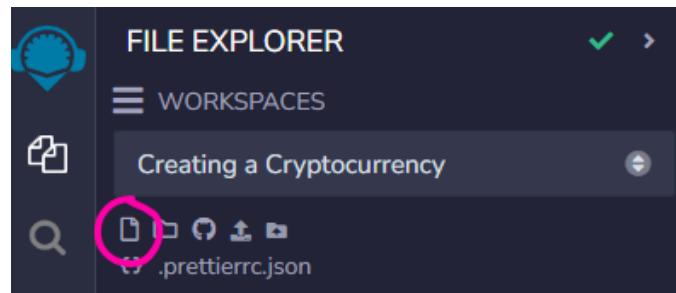 FILE EXPLORER
WORKSPACES
Creating a Cryptocurrency
.prettierrc.json